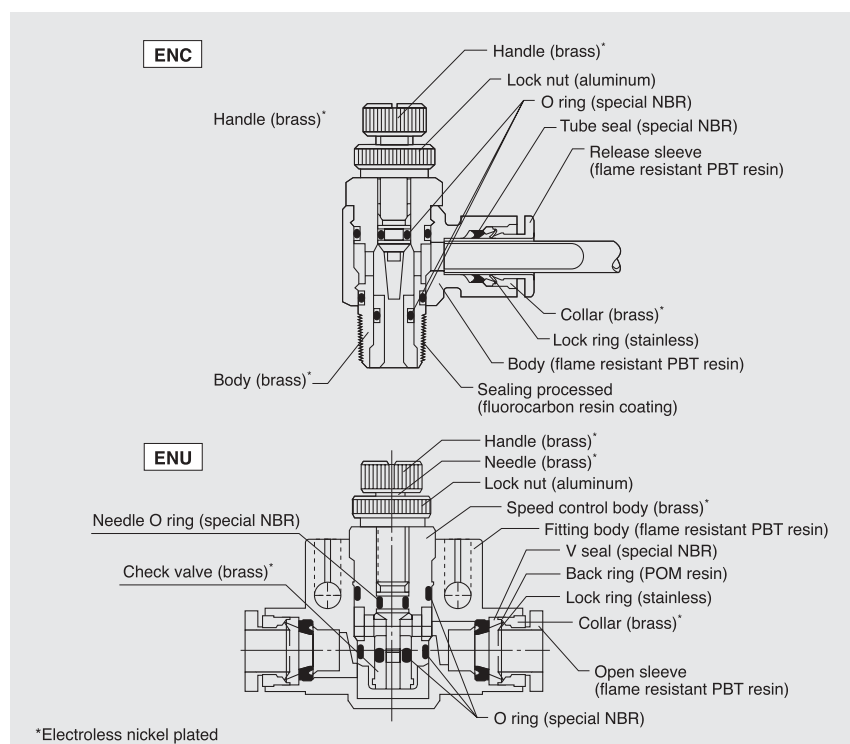 ENC
Handle (brass)*
Lock nut (aluminum)
O ring (special NBR)
Handle (brass)*
Tube seal (special NBR)
Release sleeve
(flame resistant PBT resin)
Collar (brass)*
Lock ring (stainless)
Body (flame resistant PBT resin)
Body (brass)*
Sealing processed
(fluorocarbon resin coating)
ENU
Handle (brass)*
Needle (brass)*
Lock nut (aluminum)
Speed control body (brass)*
Needle O ring (special NBR)
Fitting body (flame resistant PBT resin)
V seal (special NBR)
Check valve (brass)*
Back ring (POM resin)
Lock ring (stainless)
Collar (brass)*
Open sleeve
(flame resistant PBT resin)
O ring (special NBR)
*Electroless nickel plated